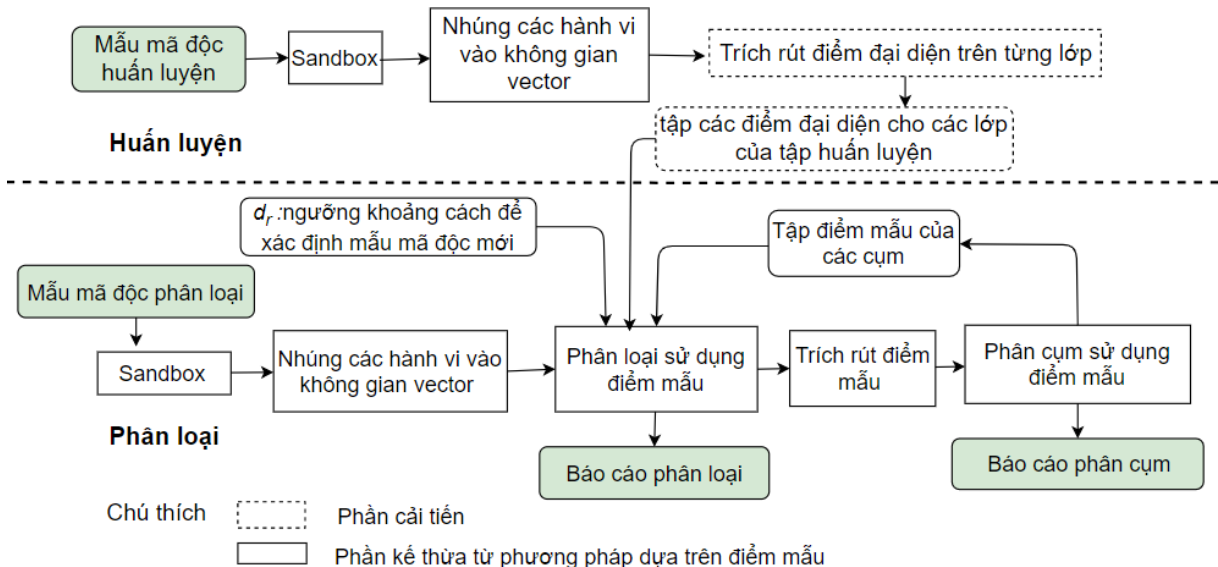 Mẫu mã độc
huấn luyện
Sandbox
Nhúng các hành vi
vào không gian
vector
Trích rút điểm đại diện trên từng lớp
tập các điểm đại diện cho các lớp
của tập huấn luyện
Huấn luyện
dᵣ :ngưỡng khoảng cách để
xác định mẫu mã độc mới
Tập điểm mẫu của
các cụm
Mẫu mã độc phân loại
Sandbox
Nhúng các hành vi vào
không gian vector
Phân loại sử dụng
điểm mẫu
Trích rút điểm
mẫu
Phân cụm sử dụng
điểm mẫu
Phân loại
Báo cáo phân loại
Báo cáo phân cụm
Chú thích
Phần cải tiến
Phần kế thừa từ phương pháp dựa trên điểm mẫu